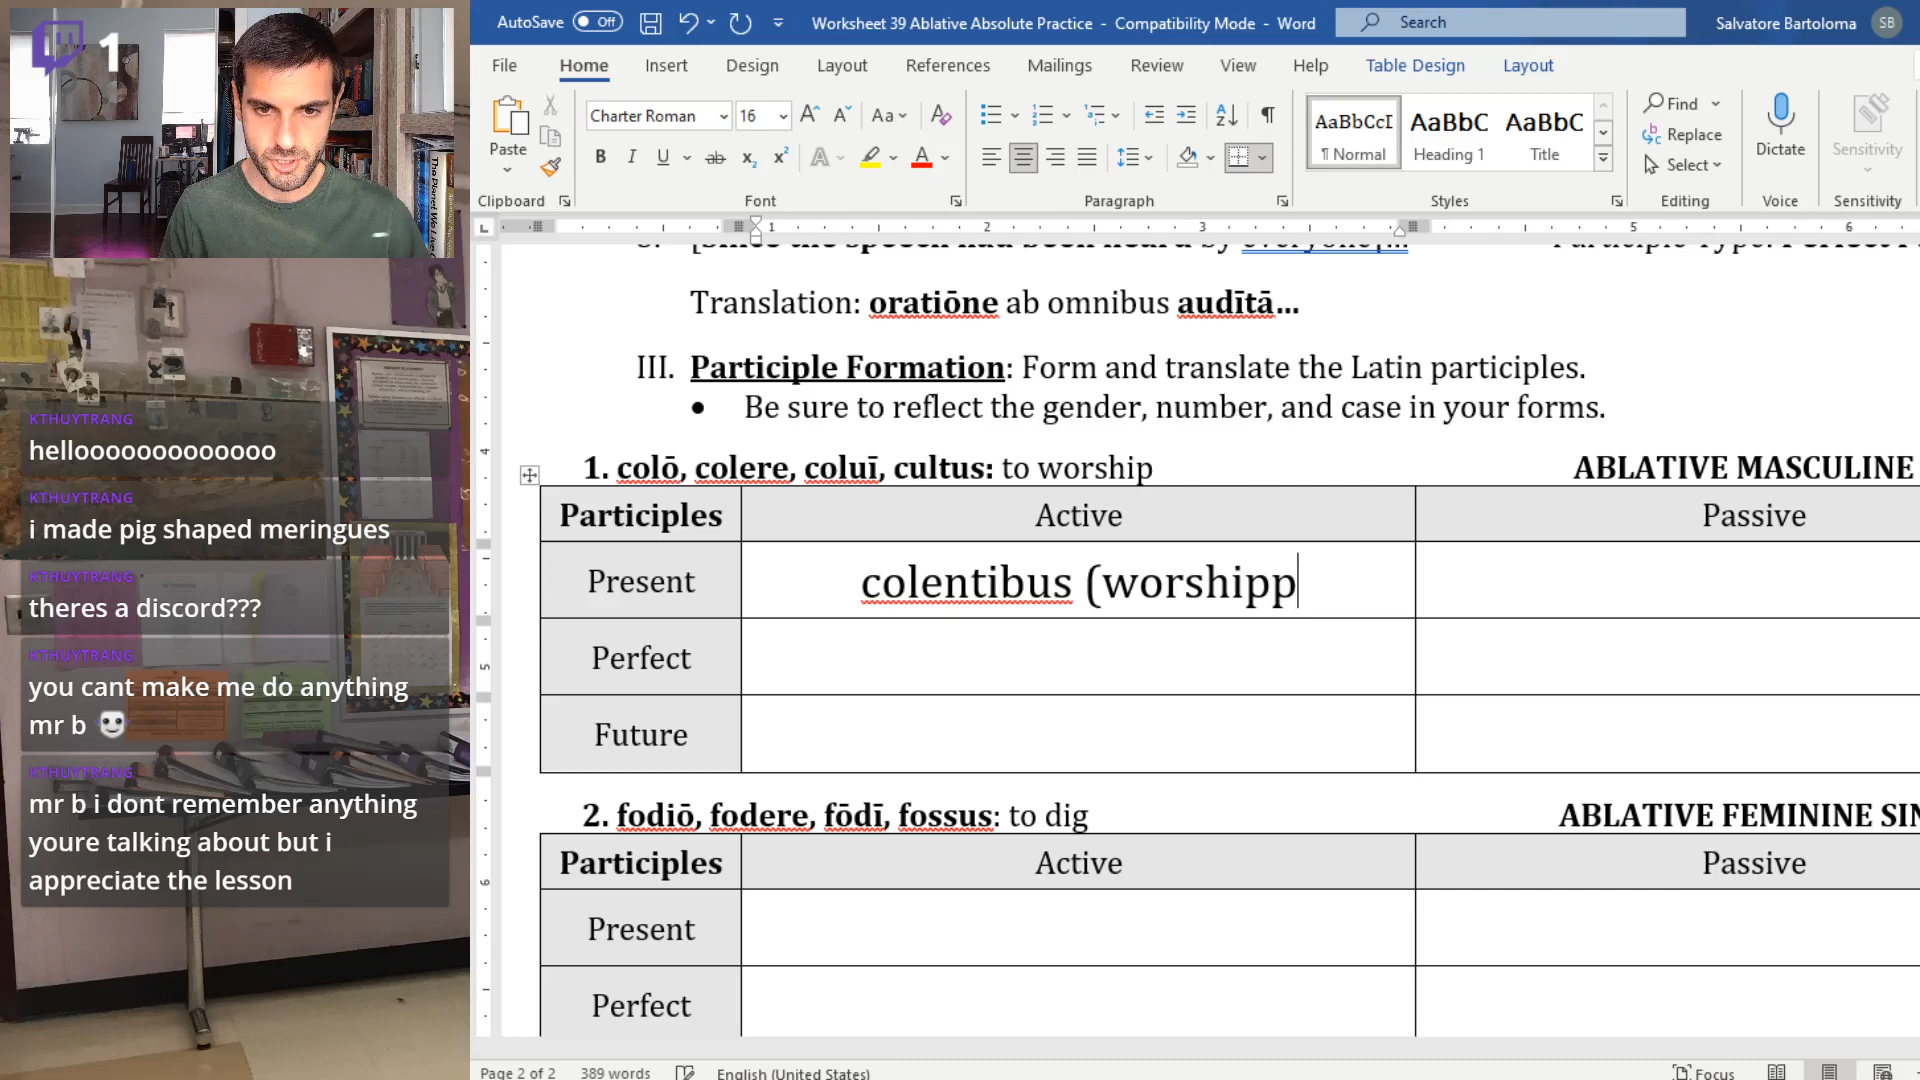 1
AutoSave Off
Worksheet 39 Ablative Absolute Practice - Compatibility Mode - Word
Search
Salvatore Bartoloma SB
File Home Insert Design Layout References Mailings Review View Help Table Design Layout
Charter Roman 16
Paste
AaBbCcI AaBbC AaBbC
¶ Normal Heading 1 Title
Find
Replace
Select
Dictate
Sensitivity
Clipboard Font Paragraph Styles Editing Voice Sensitivity
1 2 3 5 6
Translation: oratiōne ab omnibus audītā...
III. Participle Formation: Form and translate the Latin participles.
• Be sure to reflect the gender, number, and case in your forms.
1. colō, colere, coluī, cultus: to worship ABLATIVE MASCULINE
Participles Active Passive
Present colentibus (worshipp
Perfect
Future
2. fodiō, fodere, fōdī, fossus: to dig ABLATIVE FEMININE SIN
Participles Active Passive
Present
Perfect
Page 2 of 2 389 words English (United States) Focus
KTHUYTRANG
hellooooooooooooo
KTHUYTRANG
i made pig shaped meringues
KTHUYTRANG
theres a discord???
KTHUYTRANG
you cant make me do anything
mr b
KTHUYTRANG
mr b i dont remember anything
youre talking about but i
appreciate the lesson